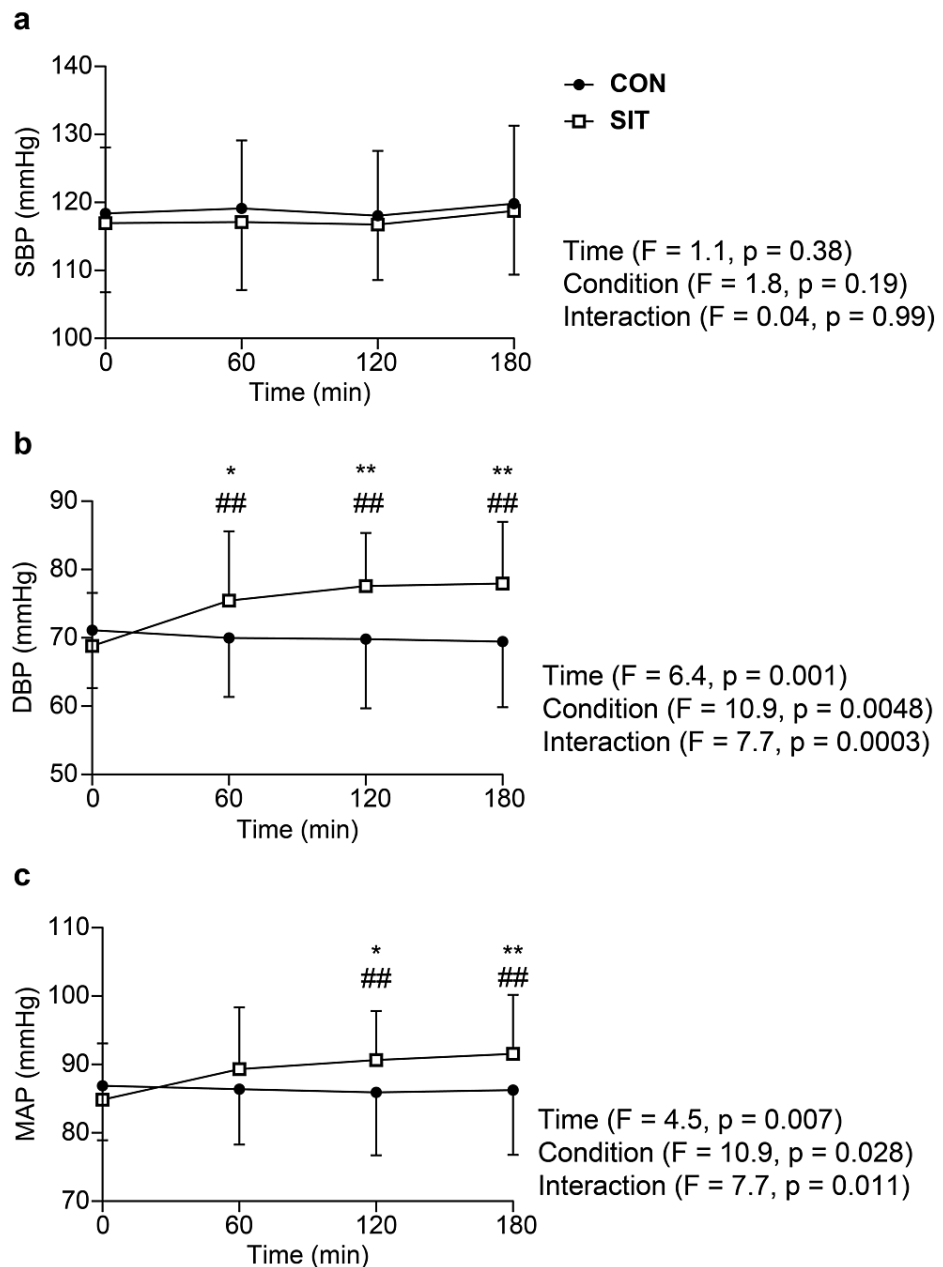 a
140
130
120
110
100
SBP (mmHg)
0 60 120 180
Time (min)
CON
SIT
Time (F = 1.1, p = 0.38)
Condition (F = 1.8, p = 0.19)
Interaction (F = 0.04, p = 0.99)
b
* ** **
## ## ##
90
80
70
60
50
DBP (mmHg)
0 60 120 180
Time (min)
Time (F = 6.4, p = 0.001)
Condition (F = 10.9, p = 0.0048)
Interaction (F = 7.7, p = 0.0003)
c
* **
## ##
110
100
90
80
70
MAP (mmHg)
0 60 120 180
Time (min)
Time (F = 4.5, p = 0.007)
Condition (F = 10.9, p = 0.028)
Interaction (F = 7.7, p = 0.011)